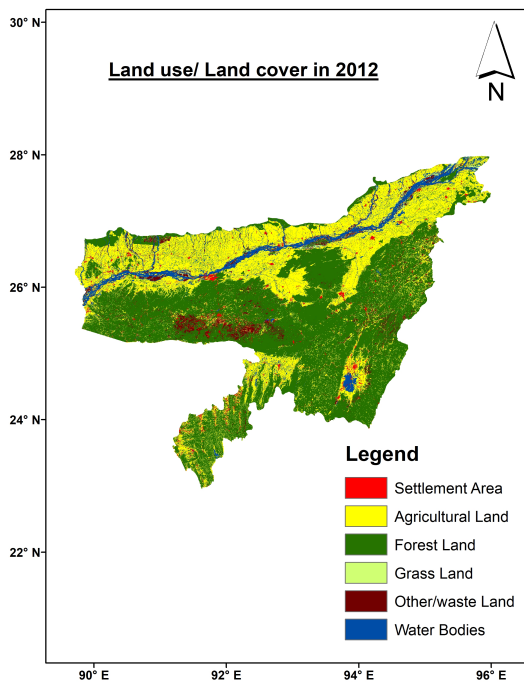 30° N
Land use/ Land cover in 2012
N
28° N
26° N
24° N
22° N
Legend
Settlement Area
Agricultural Land
Forest Land
Grass Land
Other/waste Land
Water Bodies
90° E
92° E
94° E
96° E